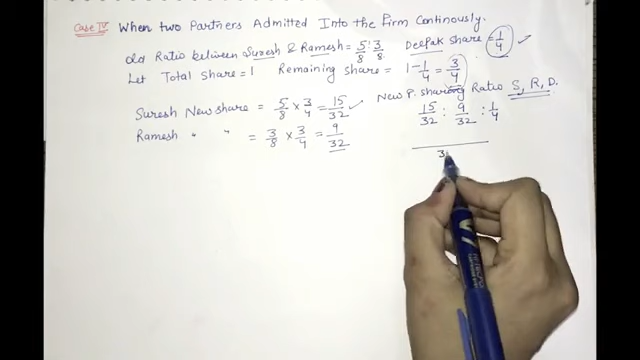 Case IV When two Partners Admitted Into the Firm Continously.
Old Ratio between Suresh & Ramesh = 5/8 : 3/8 Deepak Share = 1/4 ✓
Let Total Share = 1 Remaining share = 1 - 1/4 = 3/4
Suresh New share = 5/8 × 3/4 = 15/32 ✓
Ramesh " " = 3/8 × 3/4 = 9/32
New P. sharing Ratio S, R, D.
15/32 : 9/32 : 1/4
3